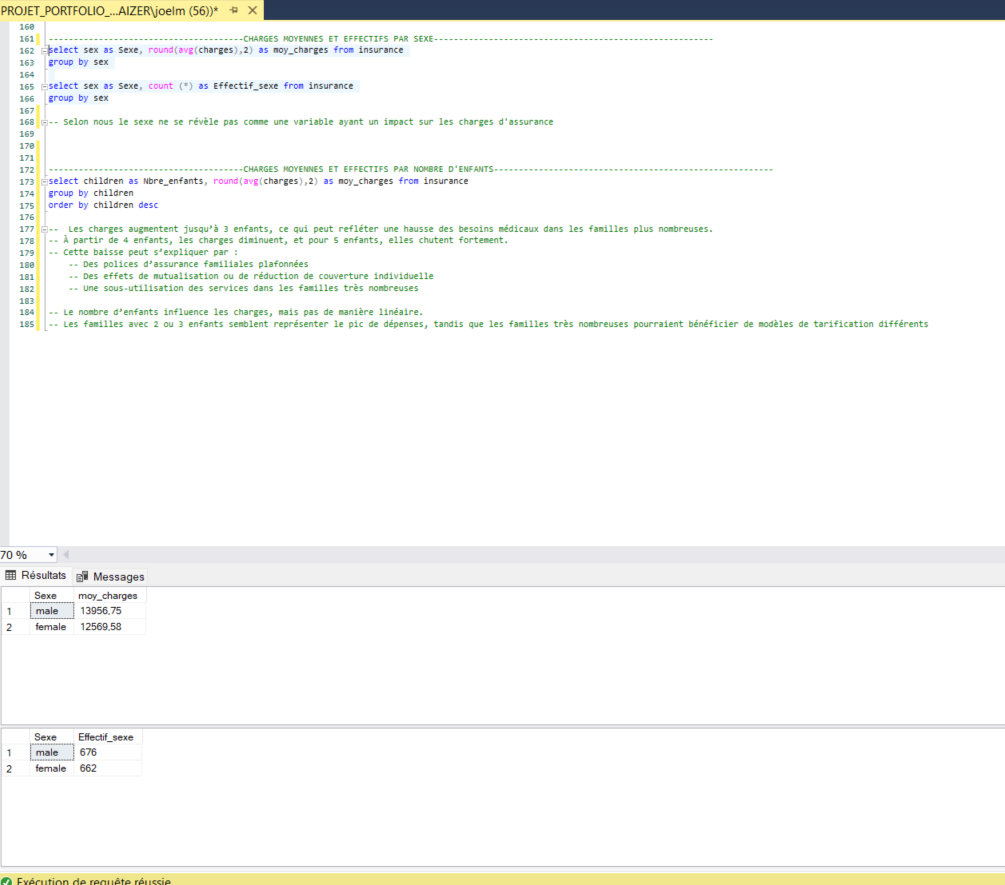 PROJET_PORTFOLIO_...AIZER\joelm (56))*
160
161 --------------------------------------CHARGES MOYENNES ET EFFECTIFS PAR SEXE-------------------------------------------------------
162 select sex as Sexe, round(avg(charges),2) as moy_charges from insurance
163 group by sex
164
165 select sex as Sexe, count (*) as Effectif_sexe from insurance
166 group by sex
167
168 -- Selon nous le sexe ne se révèle pas comme une variable ayant un impact sur les charges d'assurance
169
170
171
172 --------------------------------------CHARGES MOYENNES ET EFFECTIFS PAR NOMBRE D'ENFANTS-------------------------------------------------------
173 select children as Nbre_enfants, round(avg(charges),2) as moy_charges from insurance
174 group by children
175 order by children desc
176
177 --  Les charges augmentent jusqu’à 3 enfants, ce qui peut refléter une hausse des besoins médicaux dans les familles plus nombreuses.
178 -- À partir de 4 enfants, les charges diminuent, et pour 5 enfants, elles chutent fortement.
179 -- Cette baisse peut s’expliquer par :
180     -- Des polices d’assurance familiales plafonnées
181     -- Des effets de mutualisation ou de réduction de couverture individuelle
182     -- Une sous-utilisation des services dans les familles très nombreuses
183
184 -- Le nombre d’enfants influence les charges, mais pas de manière linéaire.
185 -- Les familles avec 2 ou 3 enfants semblent représenter le pic de dépenses, tandis que les familles très nombreuses pourraient bénéficier de modèles de tarification différents
70 %
Résultats Messages
Sexe moy_charges
1 male 13956,75
2 female 12569,58
Sexe Effectif_sexe
1 male 676
2 female 662
Exécution de requête réussie